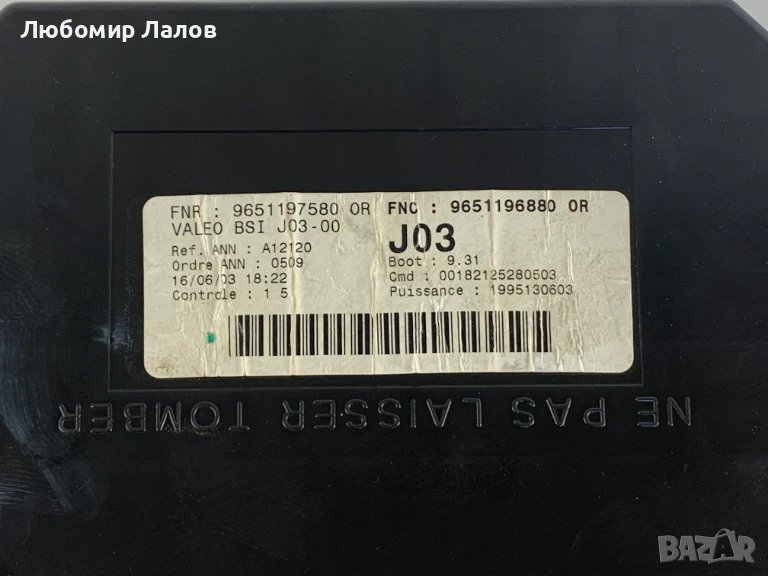 Любомир Лалов
FNR : 9651197580 OR FNC : 9651196880 OR
VALEO BSI J03-00
J03
Ref. ANN : A12120
Boot : 9.31
Ordre ANN : 0509
Cmd : 00182125280503
16/06/03 18:22
Puissance : 1995130603
Controle : 1 5
NE PAS LAISSER TOMBER
BAZAR